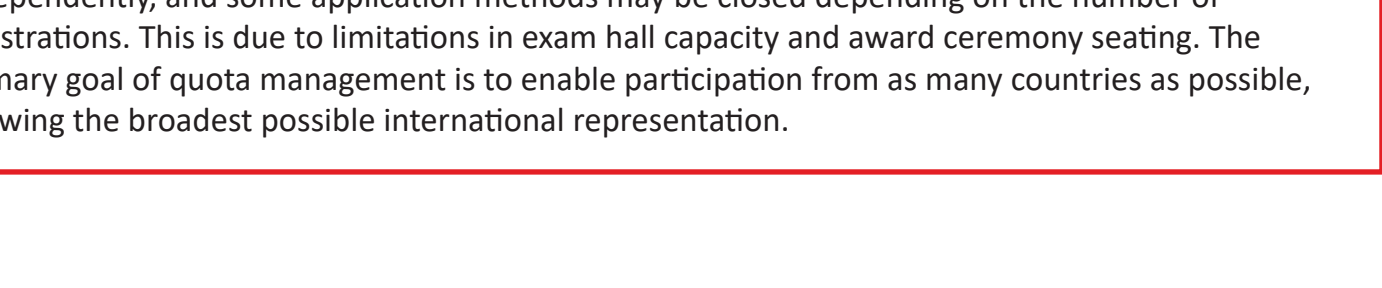 ependently, and some application methods may be closed depending on the number of
strations. This is due to limitations in exam hall capacity and award ceremony seating. The
mary goal of quota management is to enable participation from as many countries as possible,
wing the broadest possible international representation.